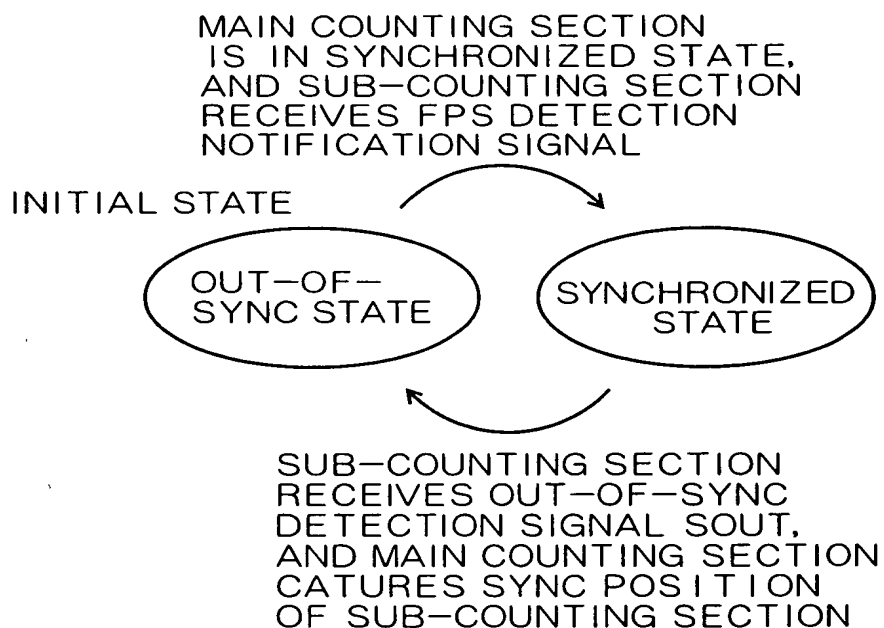 MAIN COUNTING SECTION
IS IN SYNCHRONIZED STATE,
AND SUB-COUNTING SECTION
RECEIVES FPS DETECTION
NOTIFICATION SIGNAL
INITIAL STATE
OUT-OF-
SYNC STATE
SYNCHRONIZED
STATE
SUB-COUNTING SECTION
RECEIVES OUT-OF-SYNC
DETECTION SIGNAL SOUT,
AND MAIN COUNTING SECTION
CATURES SYNC POSITION
OF SUB-COUNTING SECTION